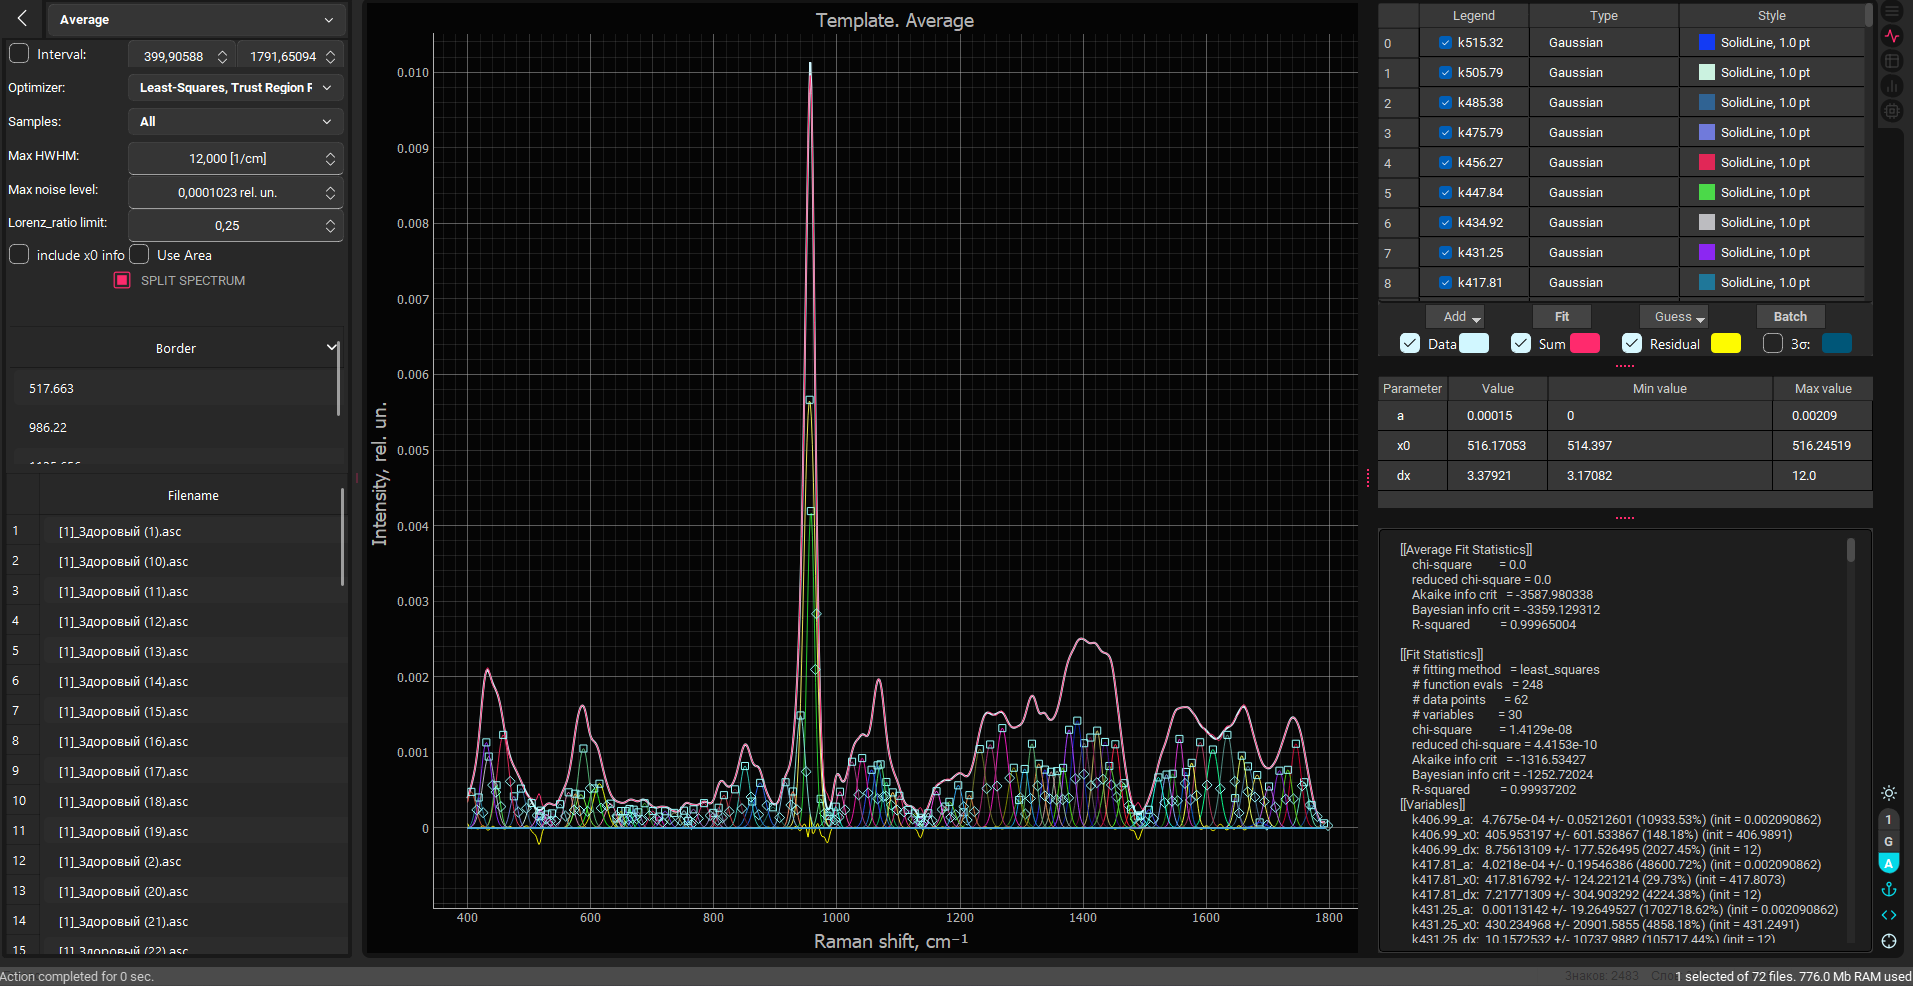 Average
Interval:
399,90588
1791,65094
Optimizer:
Least-Squares, Trust Region F
Samples:
All
Max HWHM:
12,000 [1/cm]
Max noise level:
0,0001023 rel. un.
Lorenz_ratio limit:
0,25
include x0 info
Use Area
SPLIT SPECTRUM
Border
517.663
986.22
Filename
1 [1]_Здоровый (1).asc
2 [1]_Здоровый (10).asc
3 [1]_Здоровый (11).asc
4 [1]_Здоровый (12).asc
5 [1]_Здоровый (13).asc
6 [1]_Здоровый (14).asc
7 [1]_Здоровый (15).asc
8 [1]_Здоровый (16).asc
9 [1]_Здоровый (17).asc
10 [1]_Здоровый (18).asc
11 [1]_Здоровый (19).asc
12 [1]_Здоровый (2).asc
13 [1]_Здоровый (20).asc
14 [1]_Здоровый (21).asc
15 [1]_Здоровый (22).asc
Template. Average
Intensity, rel. un.
0.010
0.009
0.008
0.007
0.006
0.005
0.004
0.003
0.002
0.001
0
400 600 800 1000 1200 1400 1600 1800
Raman shift, cm⁻¹
Legend Type Style
0 k515.32 Gaussian SolidLine, 1.0 pt
1 k505.79 Gaussian SolidLine, 1.0 pt
2 k485.38 Gaussian SolidLine, 1.0 pt
3 k475.79 Gaussian SolidLine, 1.0 pt
4 k456.27 Gaussian SolidLine, 1.0 pt
5 k447.84 Gaussian SolidLine, 1.0 pt
6 k434.92 Gaussian SolidLine, 1.0 pt
7 k431.25 Gaussian SolidLine, 1.0 pt
8 k417.81 Gaussian SolidLine, 1.0 pt
Add Fit Guess Batch
Data Sum Residual 3σ:
Parameter Value Min value Max value
a 0.00015 0 0.00209
x0 516.17053 514.397 516.24519
dx 3.37921 3.17082 12.0
[[Average Fit Statistics]]
chi-square = 0.0
reduced chi-square = 0.0
Akaike info crit = -3587.980338
Bayesian info crit = -3359.129312
R-squared = 0.99965004
[[Fit Statistics]]
# fitting method = least_squares
# function evals = 248
# data points = 62
# variables = 30
chi-square = 1.4129e-08
reduced chi-square = 4.4153e-10
Akaike info crit = -1316.53427
Bayesian info crit = -1252.72024
R-squared = 0.99937202
[[Variables]]
k406.99_a: 4.7675e-04 +/- 0.05212601 (10933.53%) (init = 0.002090862)
k406.99_x0: 405.953197 +/- 601.533867 (148.18%) (init = 406.9891)
k406.99_dx: 8.75613109 +/- 177.526495 (2027.45%) (init = 12)
k417.81_a: 4.0218e-04 +/- 0.19546386 (48600.72%) (init = 0.002090862)
k417.81_x0: 417.816792 +/- 124.221214 (29.73%) (init = 417.8073)
k417.81_dx: 7.21771309 +/- 304.903292 (4224.38%) (init = 12)
k431.25_a: 0.00113142 +/- 19.2649527 (1702718.62%) (init = 0.002090862)
k431.25_x0: 430.234968 +/- 20901.5855 (4858.18%) (init = 431.2491)
k431.25_dx: 10.1572532 +/- 10737.9882 (105717.44%) (init = 12)
1
G
A
Action completed for 0 sec.
Знаков: 2483
1 selected of 72 files. 776.0 Mb RAM used